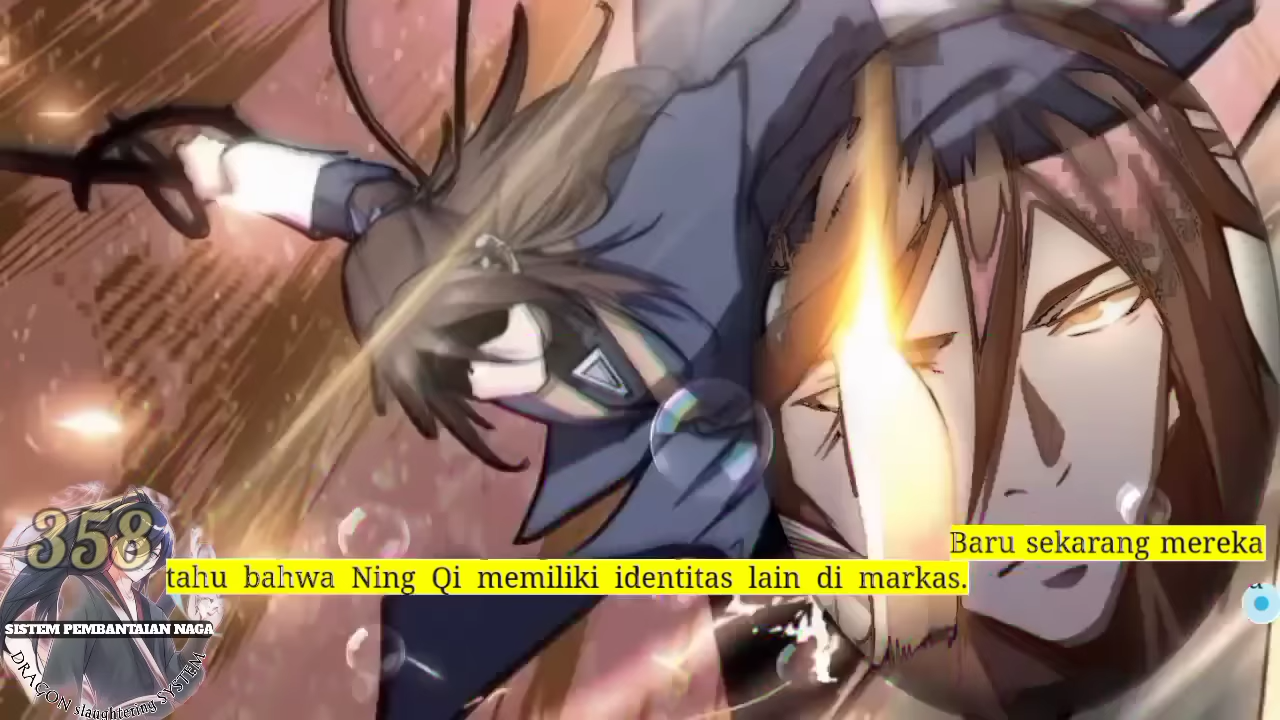 Baru sekarang mereka
tahu bahwa Ning Qi memiliki identitas lain di markas.
358
SISTEM PEMBANTAIAN NAGA
DRAGON slaughtering SYSTEM